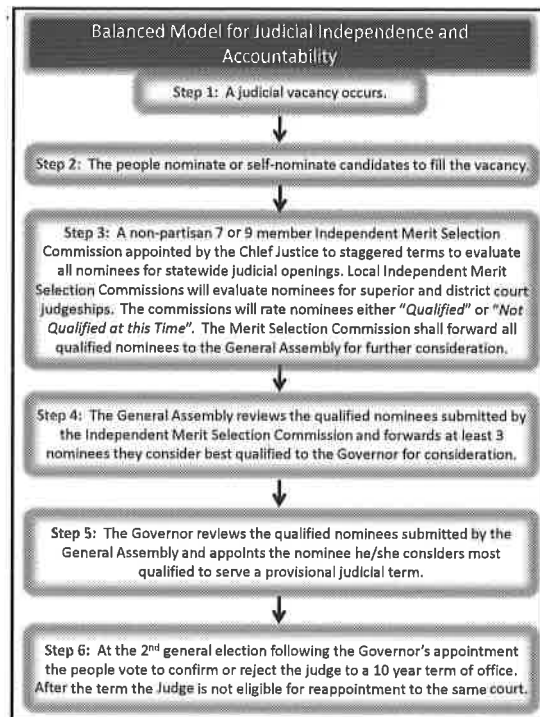 Balanced Model for Judicial Independence and
Accountability
Step 1: A judicial vacancy occurs.
Step 2: The people nominate or self-nominate candidates to fill the vacancy.
Step 3: A non-partisan 7 or 9 member Independent Merit Selection
Commission appointed by the Chief Justice to staggered terms to evaluate
all nominees for statewide judicial openings. Local Independent Merit
Selection Commissions will evaluate nominees for superior and district court
judgeships. The commissions will rate nominees either "Qualified" or "Not
Qualified at this Time". The Merit Selection Commission shall forward all
qualified nominees to the General Assembly for further consideration.
Step 4: The General Assembly reviews the qualified nominees submitted by
the Independent Merit Selection Commission and forwards at least 3
nominees they consider best qualified to the Governor for consideration.
Step 5: The Governor reviews the qualified nominees submitted by the
General Assembly and appoints the nominee he/she considers most
qualified to serve a provisional judicial term.
Step 6: At the 2nd general election following the Governor's appointment
the people vote to confirm or reject the judge to a 10 year term of office.
After the term the Judge is not eligible for reappointment to the same court.